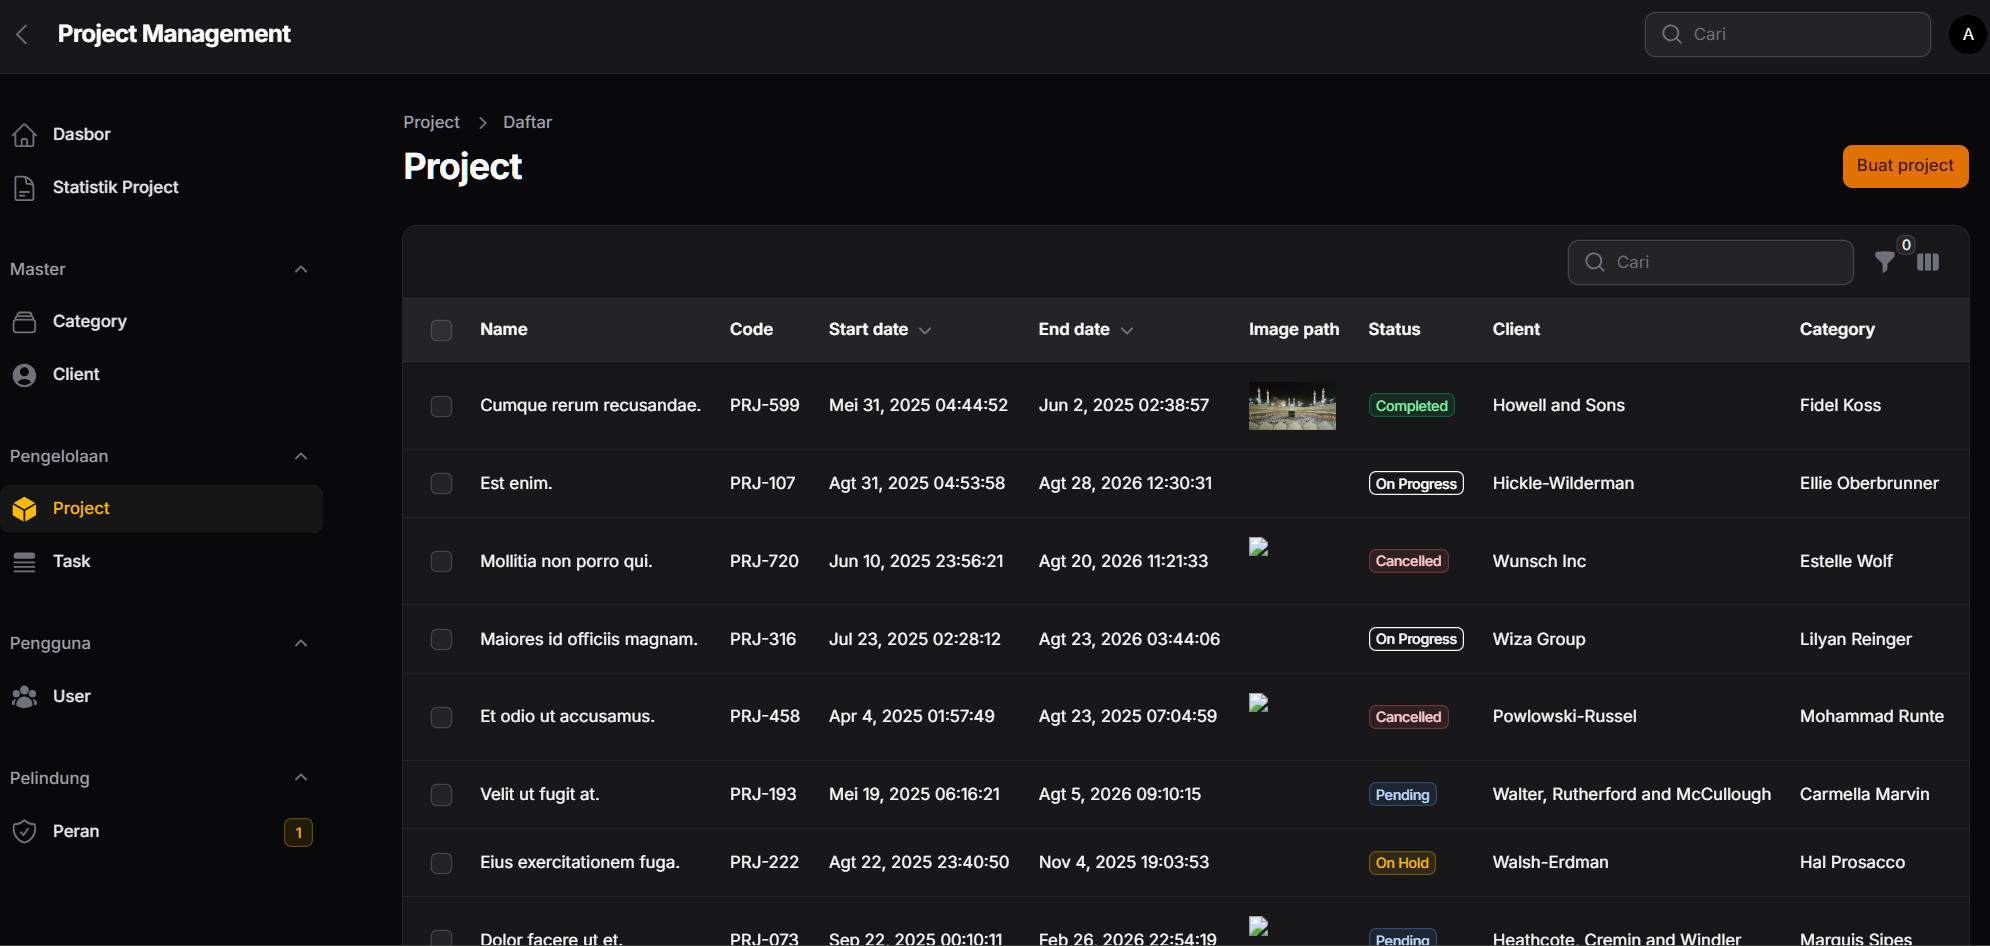 Project Management
Cari
A
Dasbor
Statistik Project
Master
Category
Client
Pengelolaan
Project
Task
Pengguna
User
Pelindung
Peran 1
Project > Daftar
Project
Buat project
Cari
0
Name Code Start date End date Image path Status Client Category
Cumque rerum recusandae. PRJ-599 Mei 31, 2025 04:44:52 Jun 2, 2025 02:38:57 Completed Howell and Sons Fidel Koss
Est enim. PRJ-107 Agt 31, 2025 04:53:58 Agt 28, 2026 12:30:31 On Progress Hickle-Wilderman Ellie Oberbrunner
Mollitia non porro qui. PRJ-720 Jun 10, 2025 23:56:21 Agt 20, 2026 11:21:33 Cancelled Wunsch Inc Estelle Wolf
Maiores id officiis magnam. PRJ-316 Jul 23, 2025 02:28:12 Agt 23, 2026 03:44:06 On Progress Wiza Group Lilyan Reinger
Et odio ut accusamus. PRJ-458 Apr 4, 2025 01:57:49 Agt 23, 2025 07:04:59 Cancelled Powlowski-Russel Mohammad Runte
Velit ut fugit at. PRJ-193 Mei 19, 2025 06:16:21 Agt 5, 2026 09:10:15 Pending Walter, Rutherford and McCullough Carmella Marvin
Eius exercitationem fuga. PRJ-222 Agt 22, 2025 23:40:50 Nov 4, 2025 19:03:53 On Hold Walsh-Erdman Hal Prosacco
Dolor facere ut et. PRJ-073 Sep 22, 2025 00:10:11 Feb 26, 2026 22:54:19 Pending Heathcote, Cremin and Windler Marquis Sipes